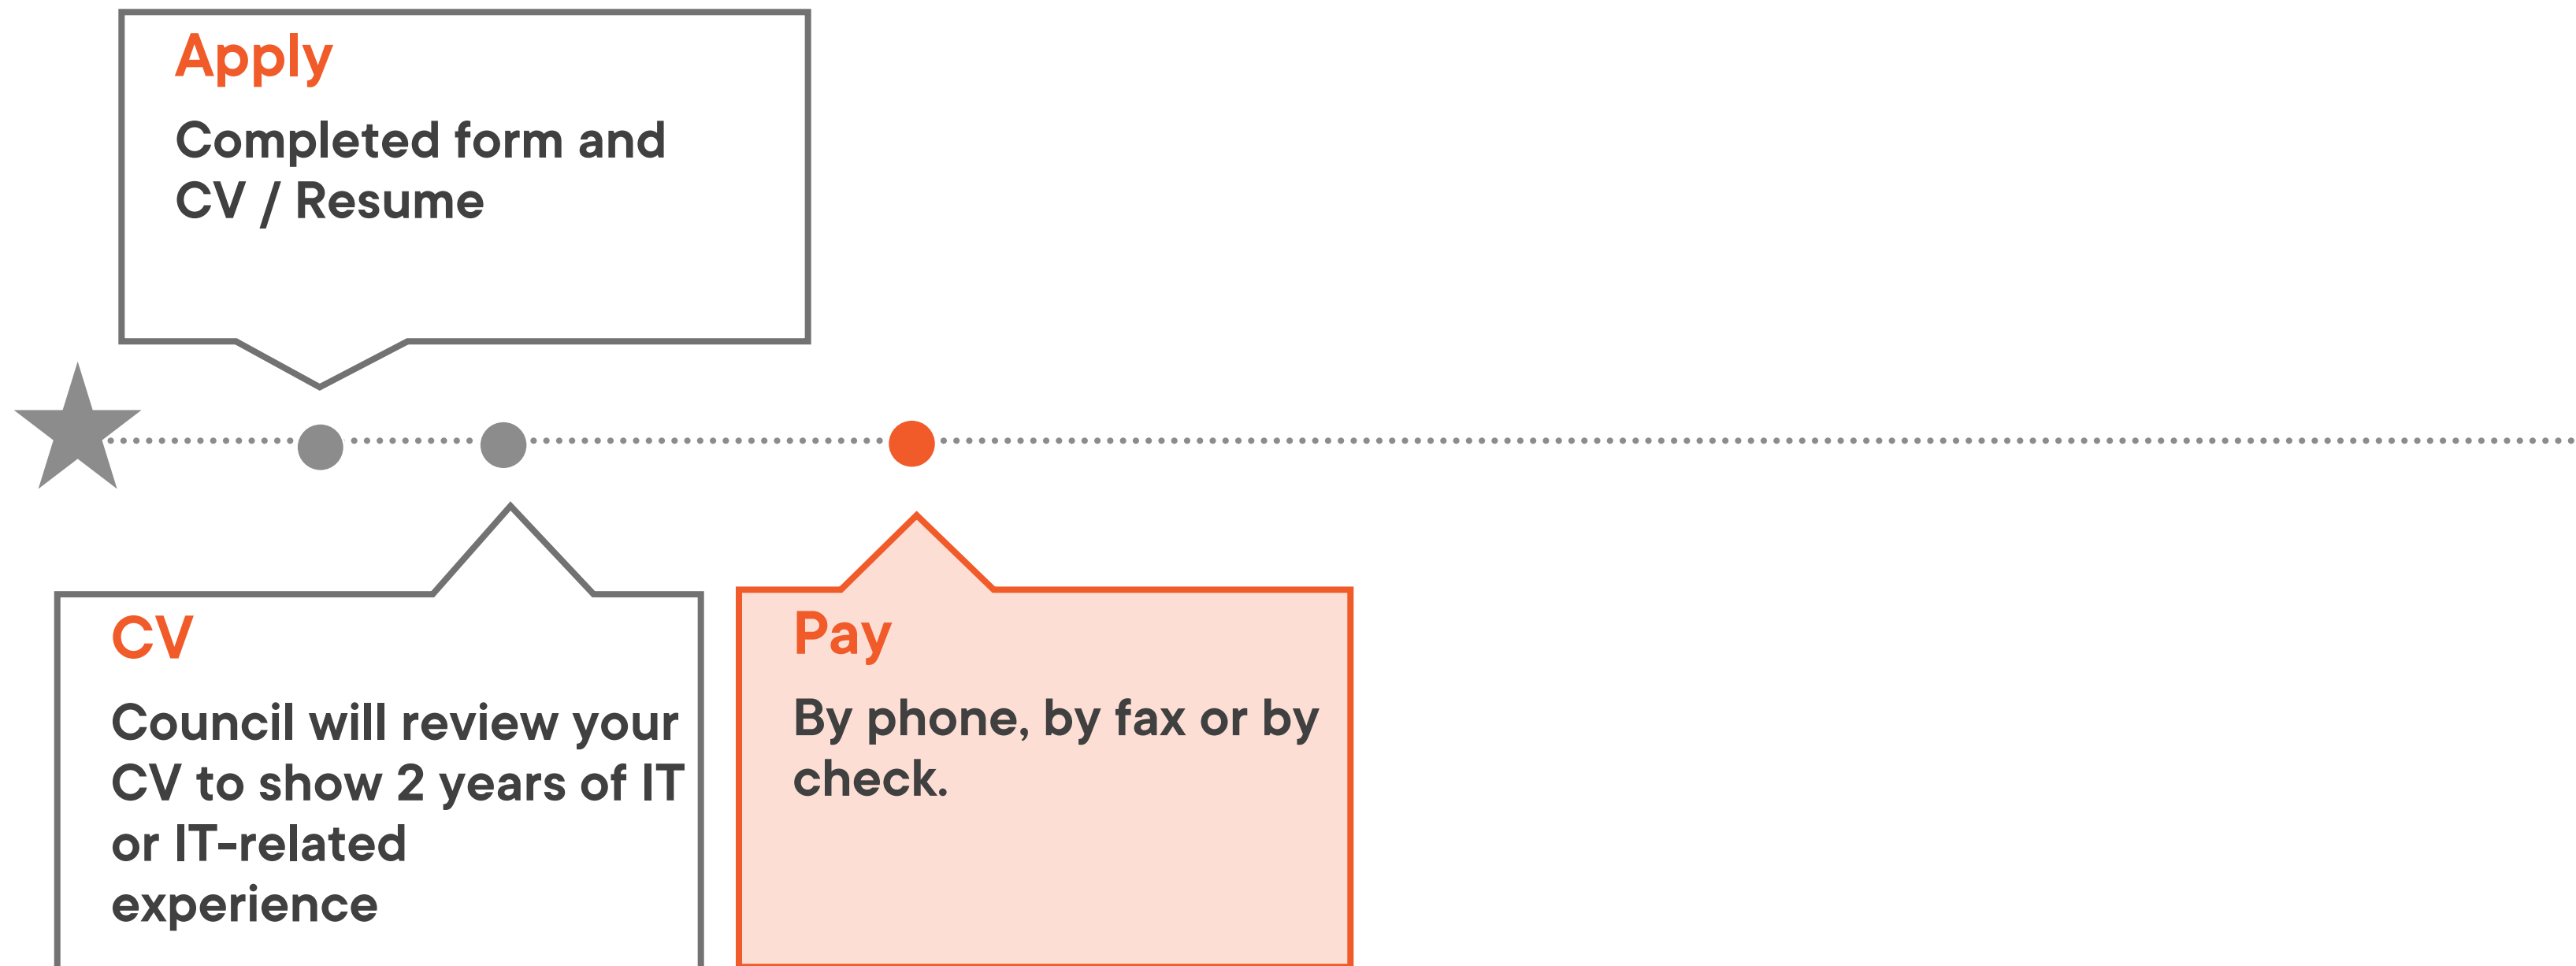 Apply
Completed form and
CV / Resume
CV
Council will review your
CV to show 2 years of IT
or IT-related
experience
Pay
By phone, by fax or by
check.